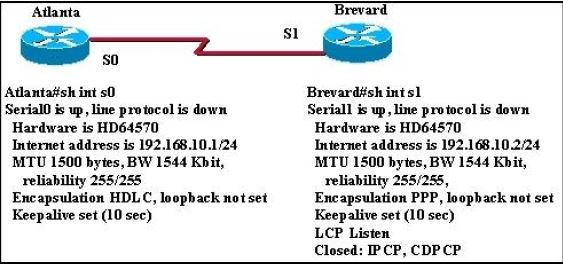 Atlanta
Brevard
S0
S1
Atlanta#sh int s0
Serial0 is up, line protocol is down
Hardware is HD64570
Internet address is 192.168.10.1/24
MTU 1500 bytes, BW 1544 Kbit,
reliability 255/255
Encapsulation HDLC, loopback not set
Keepalive set (10 sec)
Brevard#sh int s1
Serial1 is up, line protocol is down
Hardware is HD64570
Internet address is 192.168.10.2/24
MTU 1500 bytes, BW 1544 Kbit,
reliability 255/255,
Encapsulation PPP, loopback not set
Keepalive set (10 sec)
LCP Listen
Closed: IPCP, CDPCP